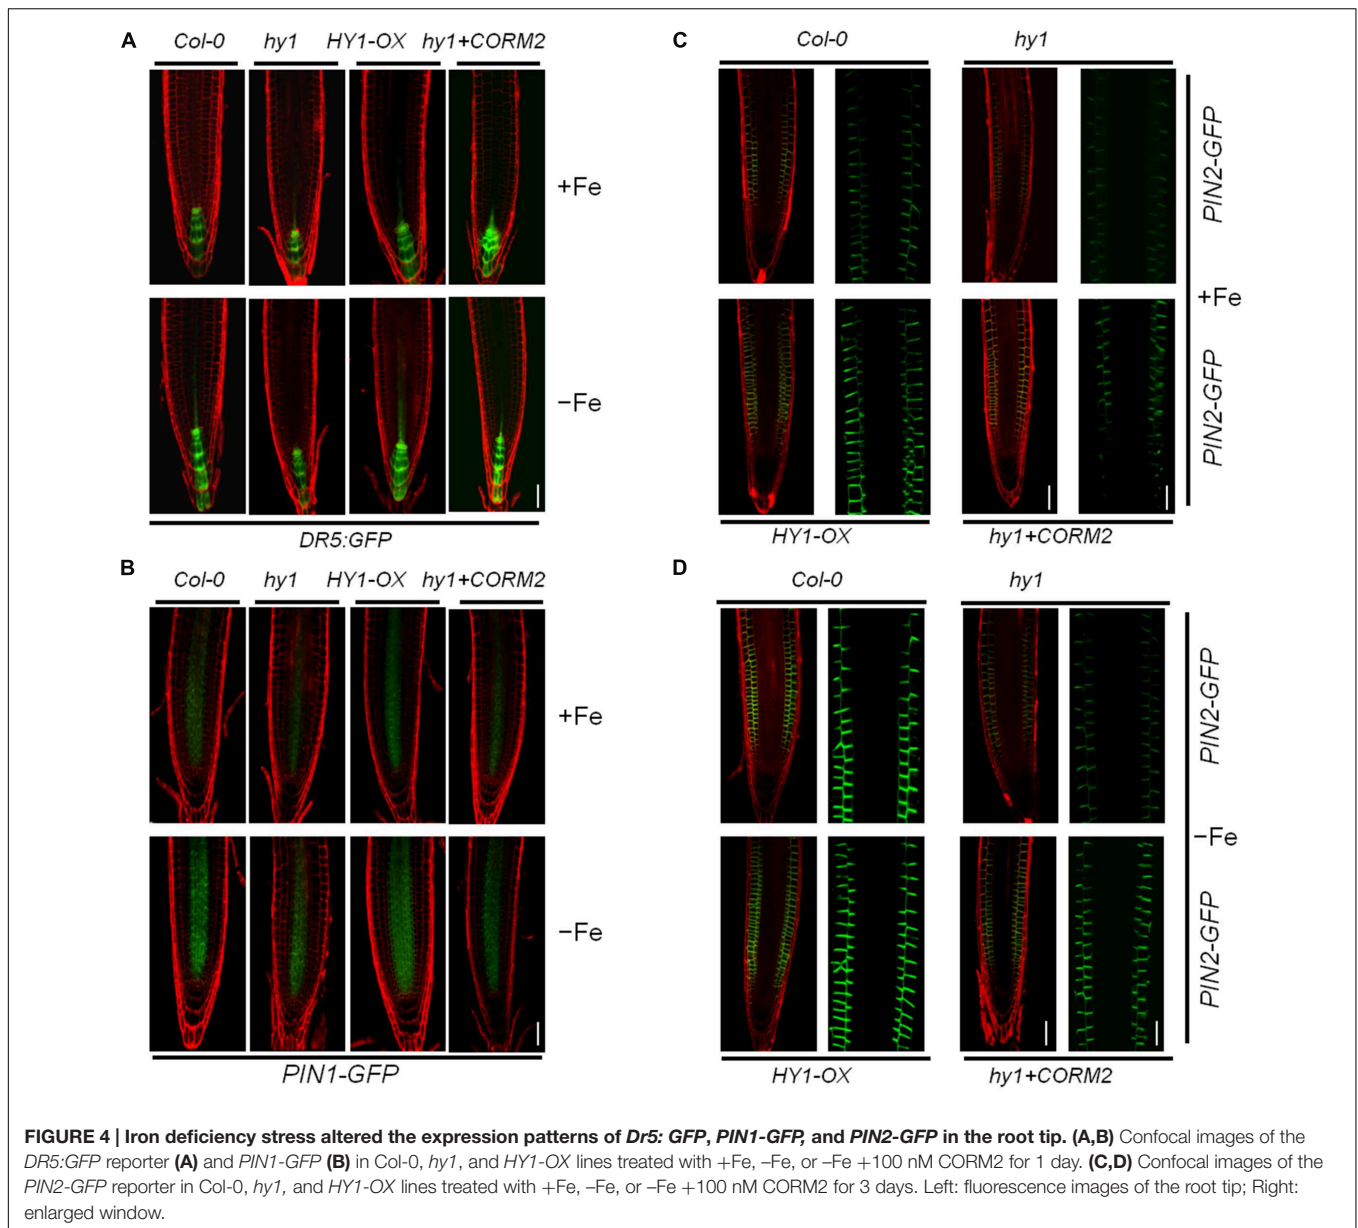 A
Col-0 hy1 HY1-OX hy1+CORM2
+Fe
−Fe
DR5:GFP
B
Col-0 hy1 HY1-OX hy1+CORM2
+Fe
−Fe
PIN1-GFP
C
Col-0 hy1
PIN2-GFP
+Fe
PIN2-GFP
HY1-OX hy1+CORM2
D
Col-0 hy1
PIN2-GFP
−Fe
PIN2-GFP
HY1-OX hy1+CORM2
FIGURE 4 | Iron deficiency stress altered the expression patterns of Dr5: GFP, PIN1-GFP, and PIN2-GFP in the root tip. (A,B) Confocal images of the
DR5:GFP reporter (A) and PIN1-GFP (B) in Col-0, hy1, and HY1-OX lines treated with +Fe, –Fe, or –Fe +100 nM CORM2 for 1 day. (C,D) Confocal images of the
PIN2-GFP reporter in Col-0, hy1, and HY1-OX lines treated with +Fe, –Fe, or –Fe +100 nM CORM2 for 3 days. Left: fluorescence images of the root tip; Right:
enlarged window.